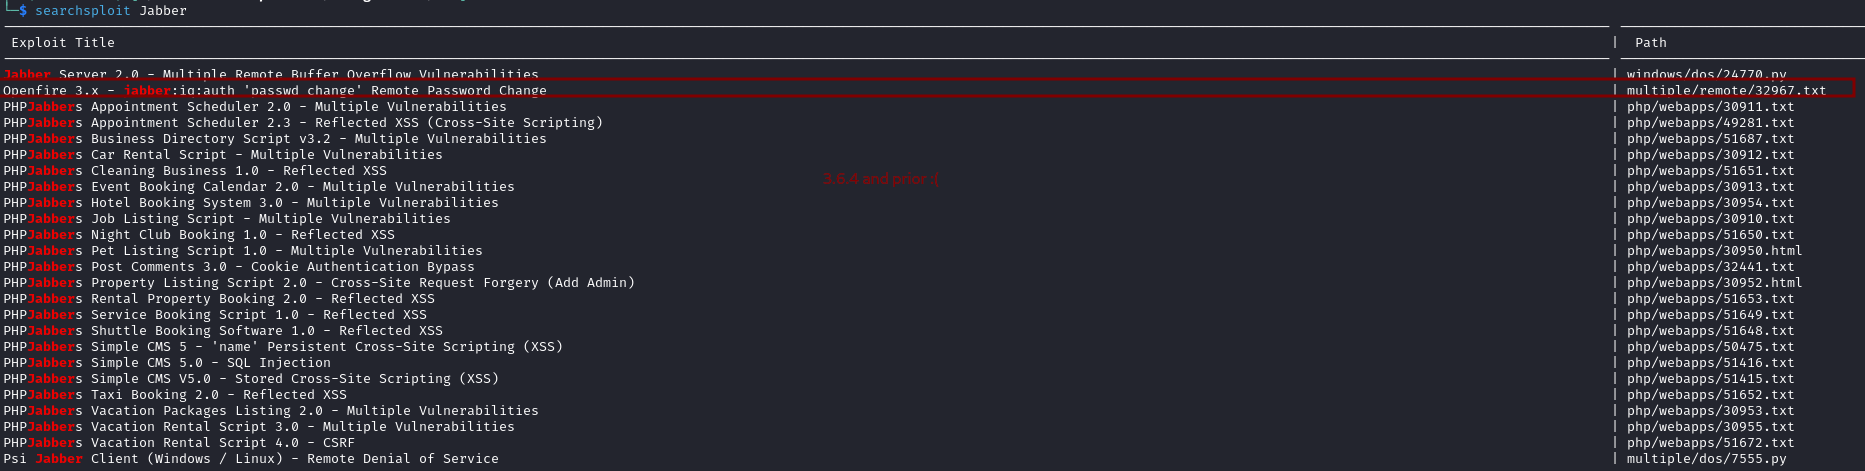 └─$ searchsploit Jabber
Exploit Title | Path
Jabber Server 2.0 - Multiple Remote Buffer Overflow Vulnerabilities | windows/dos/24770.py
Openfire 3.x - jabber:iq:auth 'passwd_change' Remote Password Change | multiple/remote/32967.txt
PHPJabbers Appointment Scheduler 2.0 - Multiple Vulnerabilities | php/webapps/30911.txt
PHPJabbers Appointment Scheduler 2.3 - Reflected XSS (Cross-Site Scripting) | php/webapps/49281.txt
PHPJabbers Business Directory Script v3.2 - Multiple Vulnerabilities | php/webapps/51687.txt
PHPJabbers Car Rental Script - Multiple Vulnerabilities | php/webapps/30912.txt
PHPJabbers Cleaning Business 1.0 - Reflected XSS | php/webapps/51651.txt
3.6.4 and prior :(
PHPJabbers Event Booking Calendar 2.0 - Multiple Vulnerabilities | php/webapps/30913.txt
PHPJabbers Hotel Booking System 3.0 - Multiple Vulnerabilities | php/webapps/30954.txt
PHPJabbers Job Listing Script - Multiple Vulnerabilities | php/webapps/30910.txt
PHPJabbers Night Club Booking 1.0 - Reflected XSS | php/webapps/51650.txt
PHPJabbers Pet Listing Script 1.0 - Multiple Vulnerabilities | php/webapps/30950.html
PHPJabbers Post Comments 3.0 - Cookie Authentication Bypass | php/webapps/32441.txt
PHPJabbers Property Listing Script 2.0 - Cross-Site Request Forgery (Add Admin) | php/webapps/30952.html
PHPJabbers Rental Property Booking 2.0 - Reflected XSS | php/webapps/51653.txt
PHPJabbers Service Booking Script 1.0 - Reflected XSS | php/webapps/51649.txt
PHPJabbers Shuttle Booking Software 1.0 - Reflected XSS | php/webapps/51648.txt
PHPJabbers Simple CMS 5 - 'name' Persistent Cross-Site Scripting (XSS) | php/webapps/50475.txt
PHPJabbers Simple CMS 5.0 - SQL Injection | php/webapps/51416.txt
PHPJabbers Simple CMS V5.0 - Stored Cross-Site Scripting (XSS) | php/webapps/51415.txt
PHPJabbers Taxi Booking 2.0 - Reflected XSS | php/webapps/51652.txt
PHPJabbers Vacation Packages Listing 2.0 - Multiple Vulnerabilities | php/webapps/30953.txt
PHPJabbers Vacation Rental Script 3.0 - Multiple Vulnerabilities | php/webapps/30955.txt
PHPJabbers Vacation Rental Script 4.0 - CSRF | php/webapps/51672.txt
Psi Jabber Client (Windows / Linux) - Remote Denial of Service | multiple/dos/7555.py